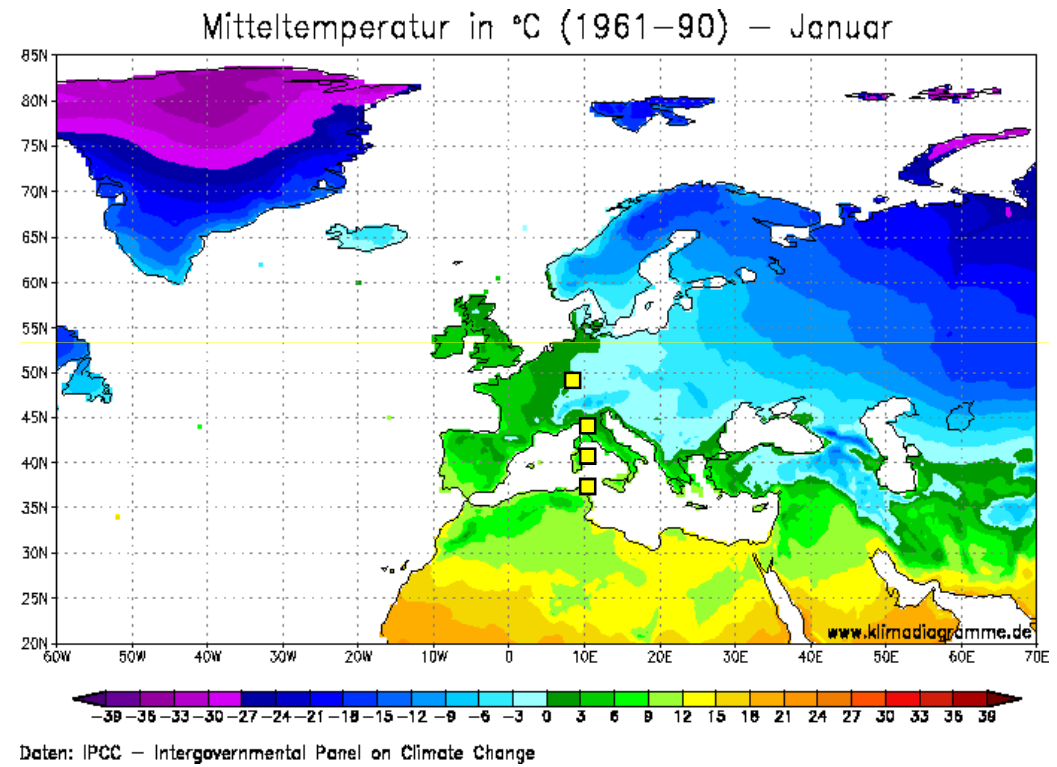 Mitteltemperatur in °C (1961–90) – Januar
85N
80N
75N
70N
65N
60N
55N
50N
45N
40N
35N
30N
25N
20N
60W 50W 40W 30W 20W 10W 0 10E 20E 30E 40E 50E 60E 70E
www.klimadiagramme.de
−39 −36 −33 −30 −27 −24 −21 −18 −15 −12 −9 −6 −3 0 3 6 9 12 15 18 21 24 27 30 33 36 39
Daten: IPCC – Intergovernmental Panel on Climate Change